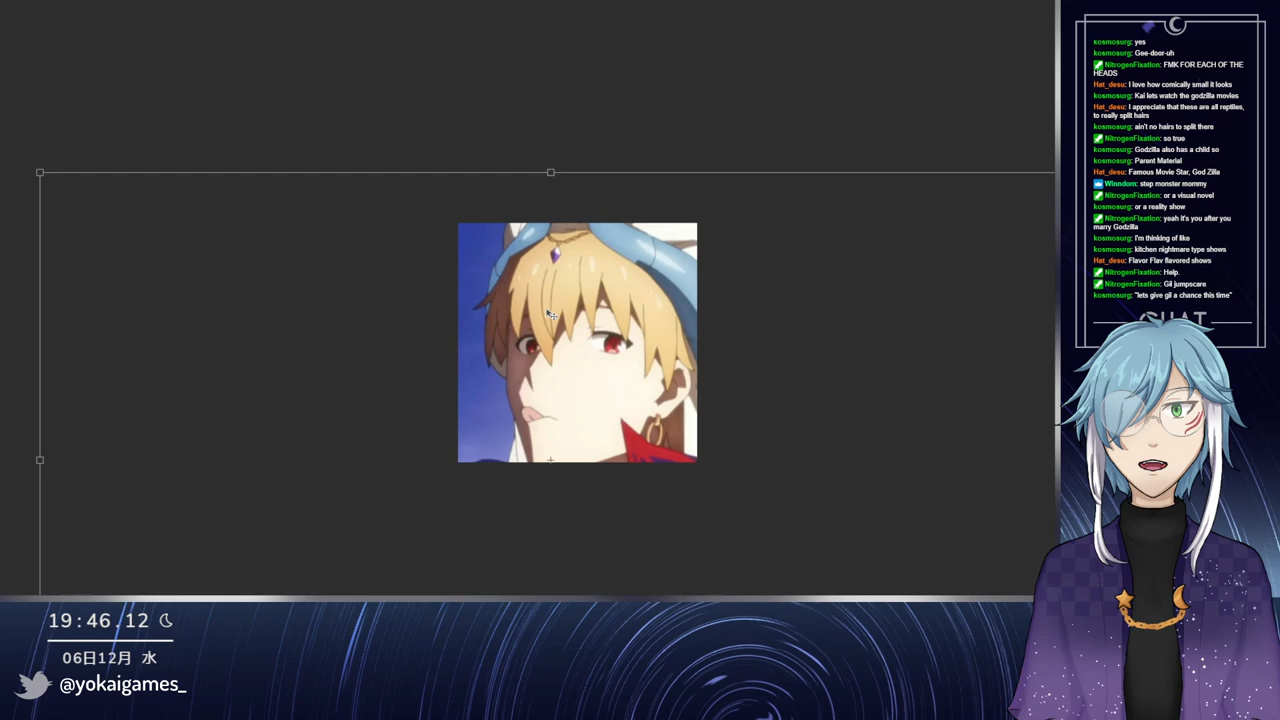 kosmosurg: yes
kosmosurg: Gee-door-uh
NitrogenFixation: FMK FOR EACH OF THE
HEADS
Hat_desu: I love how comically small it looks
kosmosurg: Kai lets watch the godzilla movies
Hat_desu: I appreciate that these are all reptiles,
to really split hairs
kosmosurg: ain't no hairs to split there
NitrogenFixation: so true
kosmosurg: Godzilla also has a child so
kosmosurg: Parent Material
Hat_desu: Famous Movie Star, God Zilla
Winndom: step monster mommy
NitrogenFixation: or a visual novel
kosmosurg: or a reality show
NitrogenFixation: yeah it's you after you
marry Godzilla
kosmosurg: I'm thinking of like
kosmosurg: kitchen nightmare type shows
Hat_desu: Flavor Flav flavored shows
NitrogenFixation: Help.
NitrogenFixation: Gil jumpscare
kosmosurg: "lets give gil a chance this time"
CHAT
19:46.12
06日12月 水
@yokaigames_